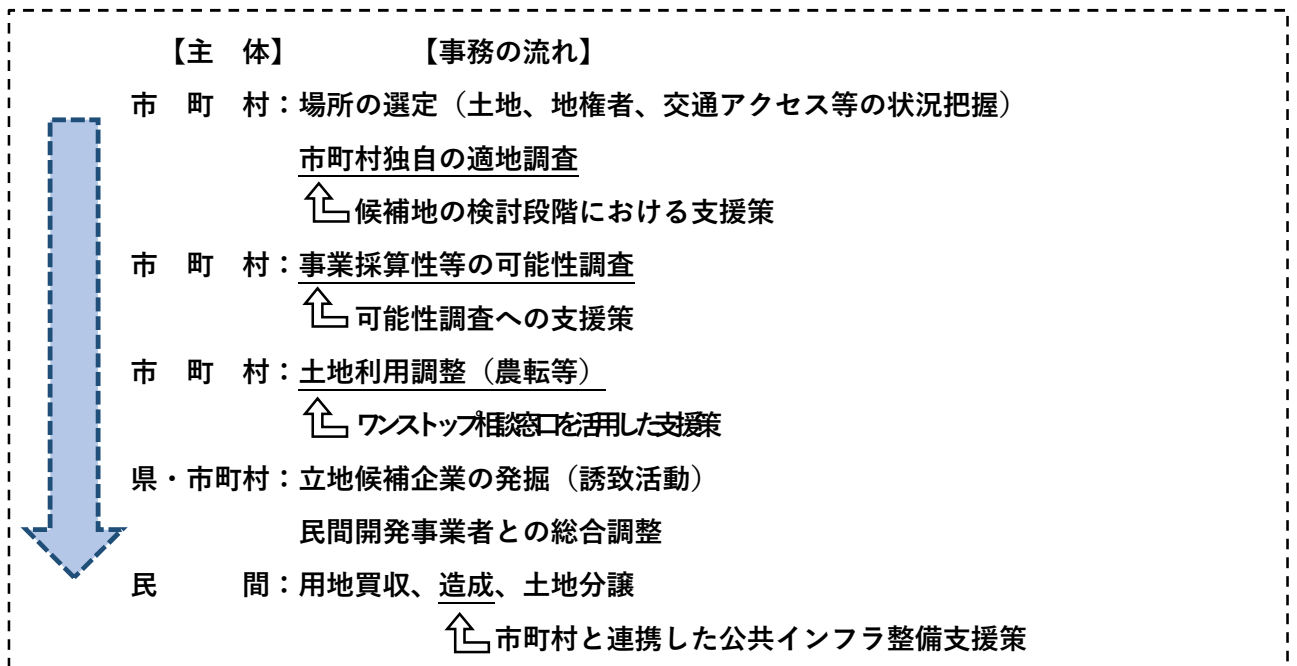 【主　体】　【事務の流れ】
市　町　村：場所の選定（土地、地権者、交通アクセス等の状況把握）
市町村独自の適地調査
候補地の検討段階における支援策
市　町　村：事業採算性等の可能性調査
可能性調査への支援策
市　町　村：土地利用調整（農転等）
ワンストップ相談窓口を活用した支援策
県・市町村：立地候補企業の発掘（誘致活動）
民間開発事業者との総合調整
民　　　間：用地買収、造成、土地分譲
市町村と連携した公共インフラ整備支援策